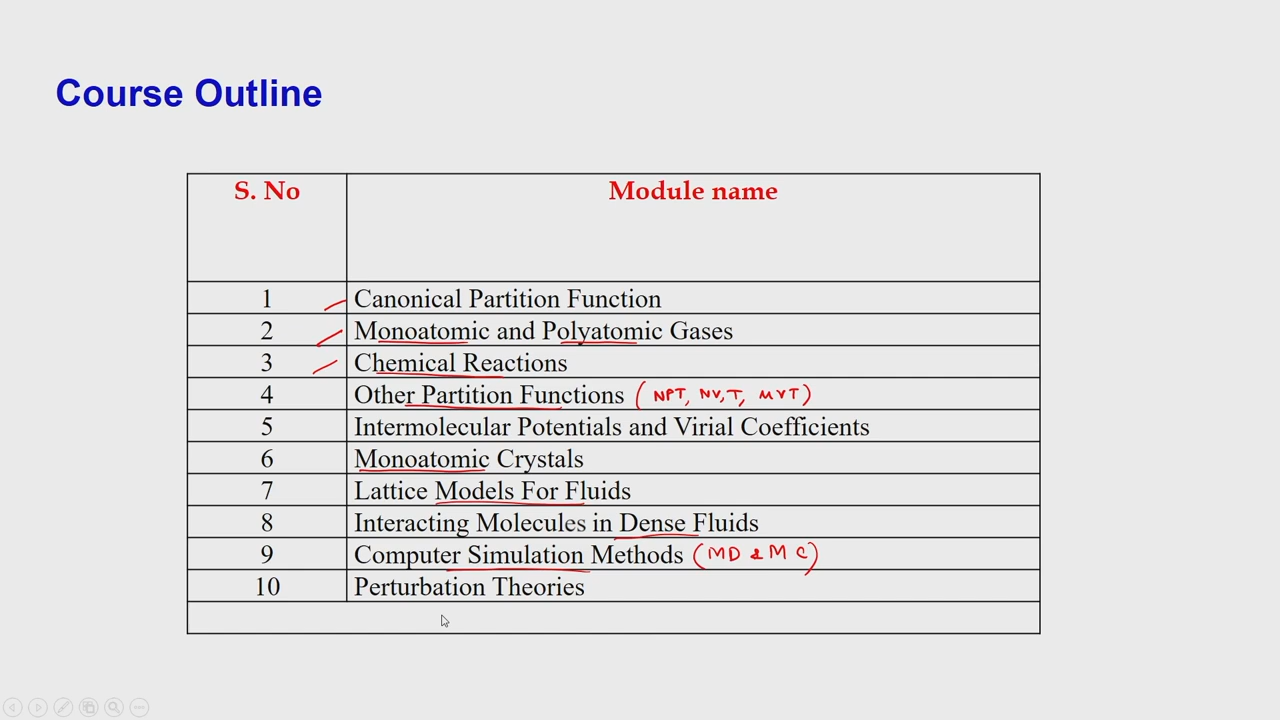 Course Outline
S. No Module name
1 Canonical Partition Function
2 Monoatomic and Polyatomic Gases
3 Chemical Reactions
4 Other Partition Functions (NPT, NV,T, μVT)
5 Intermolecular Potentials and Virial Coefficients
6 Monoatomic Crystals
7 Lattice Models For Fluids
8 Interacting Molecules in Dense Fluids
9 Computer Simulation Methods (MD & MC)
10 Perturbation Theories